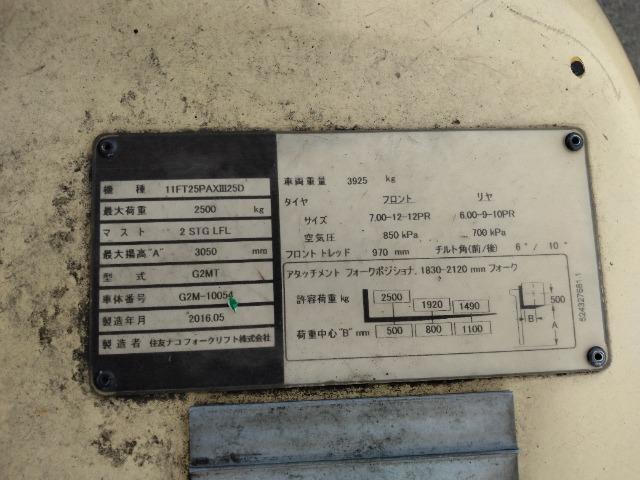 機 種 11FT25PAXⅢ25D
最大荷重 2500 kg
マスト 2 STG LFL
最大揚高"A" 3050 mm
型 式 G2MT
車体番号 G2M-10054
製造年月 2016.05
製造者 住友ナコフォークリフト株式会社
車両重量 3925 kg
タイヤ フロント リヤ
サイズ 7.00-12-12PR 6.00-9-10PR
空気圧 850 kPa 700 kPa
フロントトレッド 970 mm チルト角(前/後) 6° / 10°
アタッチメント フォークポジショナ, 1830-2120 mm フォーク
許容荷重 kg 2500 1920 1490
荷重中心 "B" mm 500 800 1100
500
B
A